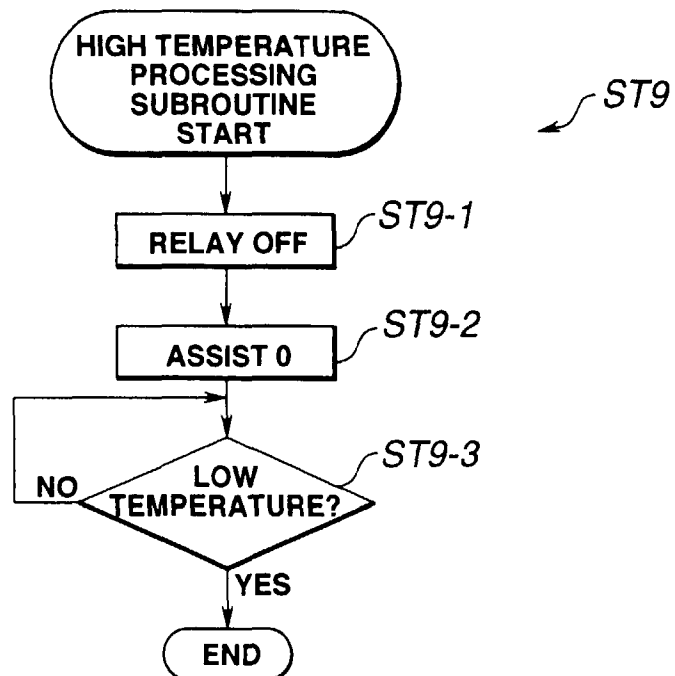 HIGH TEMPERATURE
PROCESSING
SUBROUTINE
START
ST9
RELAY OFF
ST9-1
ASSIST 0
ST9-2
LOW
TEMPERATURE?
ST9-3
NO
YES
END